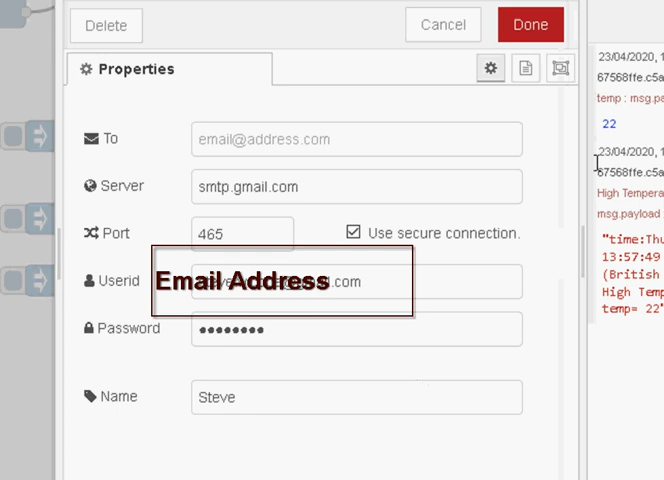 Delete
Cancel
Done
Properties
To
email@address.com
Server
smtp.gmail.com
Port
465
Use secure connection.
Userid
Email Address
Password
••••••••
Name
Steve
23/04/2020, 1
67568ffe.c5a
temp : msg.pa
22
23/04/2020, 1
67568ffe.c5a
High Tempera
msg.payload
"time:Thu
13:57:49
(British
High Temp
temp= 22"